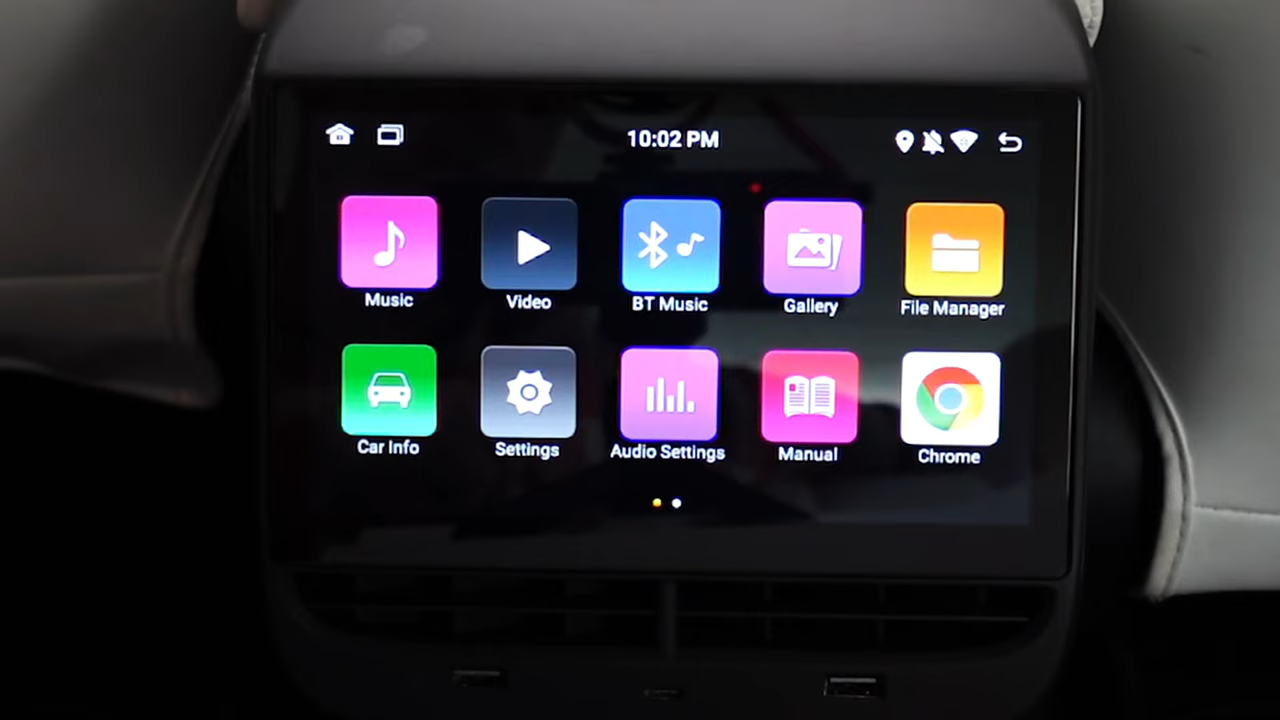 10:02 PM
Music
Video
BT Music
Gallery
File Manager
Car Info
Settings
Audio Settings
Manual
Chrome